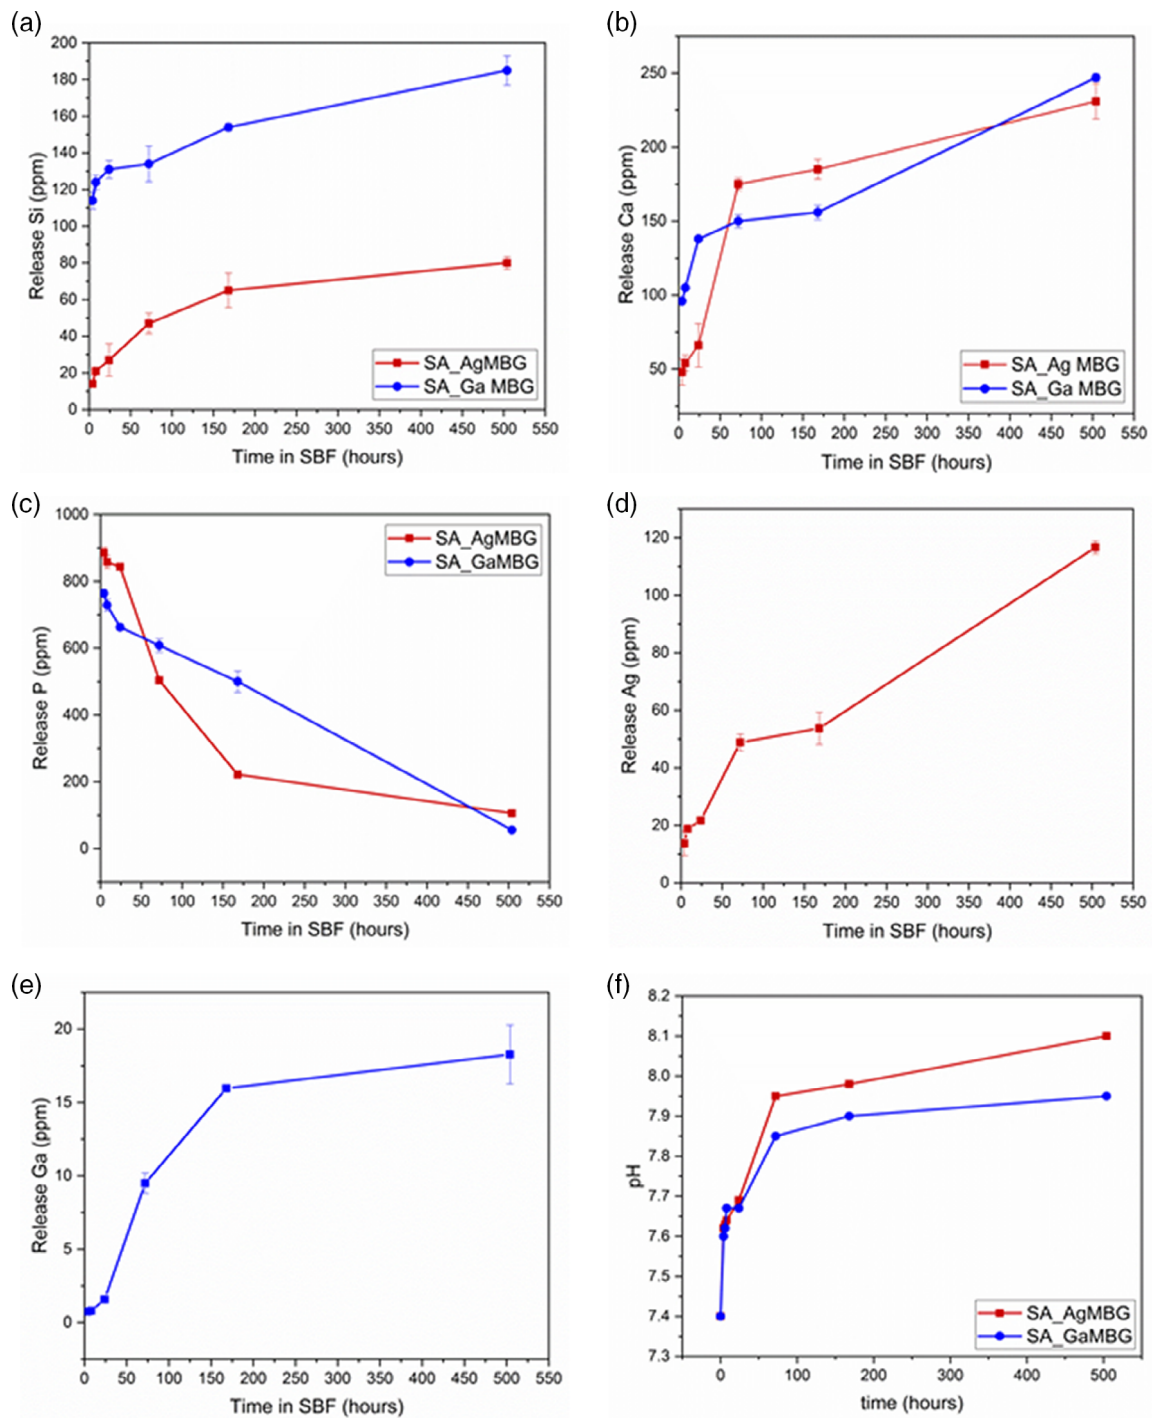 (a)
200
180
160
140
120
100
80
60
40
20
0
Release Si (ppm)
SA_AgMBG
SA_Ga MBG
0 50 100 150 200 250 300 350 400 450 500 550
Time in SBF (hours)
(b)
250
200
150
100
50
Release Ca (ppm)
SA_Ag MBG
SA_Ga MBG
0 50 100 150 200 250 300 350 400 450 500 550
Time in SBF (hours)
(c)
1000
800
600
400
200
0
Release P (ppm)
SA_AgMBG
SA_GaMBG
0 50 100 150 200 250 300 350 400 450 500 550
Time in SBF (hours)
(d)
120
100
80
60
40
20
0
Release Ag (ppm)
0 50 100 150 200 250 300 350 400 450 500 550
Time in SBF (hours)
(e)
20
15
10
5
0
Release Ga (ppm)
0 50 100 150 200 250 300 350 400 450 500 550
Time in SBF (hours)
(f)
8.2
8.1
8.0
7.9
7.8
7.7
7.6
7.5
7.4
7.3
pH
SA_AgMBG
SA_GaMBG
0 100 200 300 400 500
time (hours)